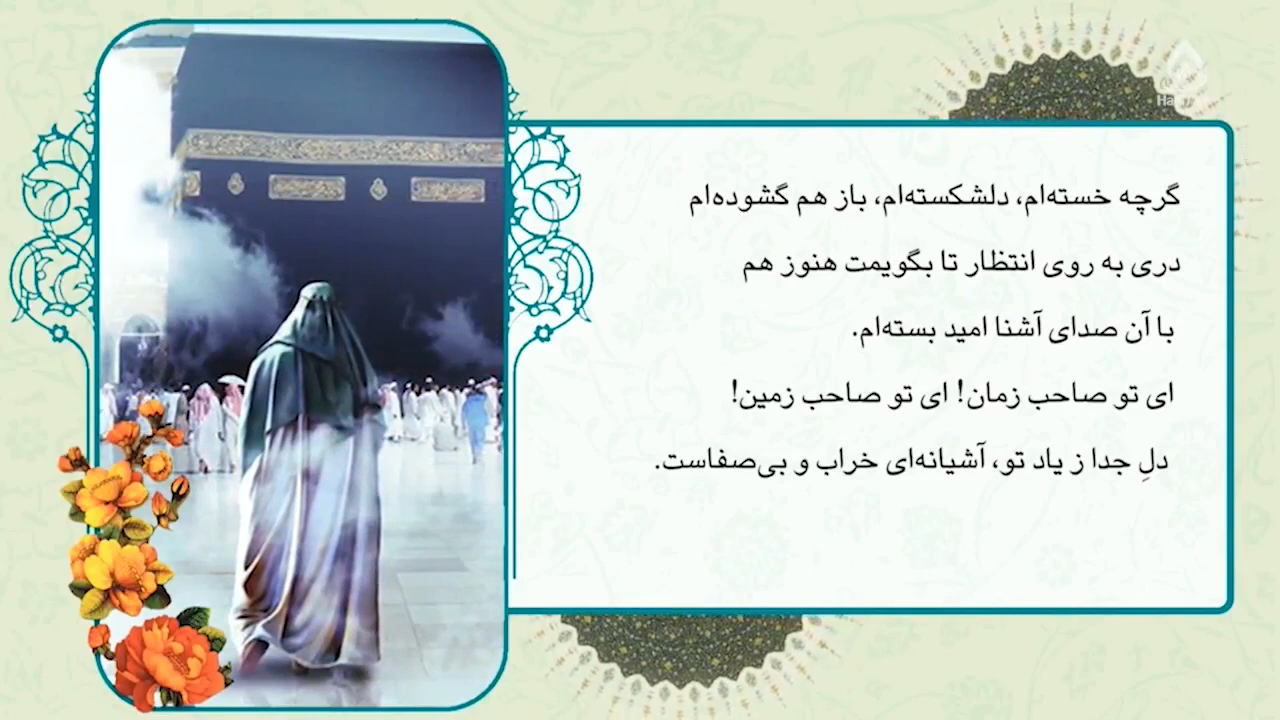 گرچه خسته‌ام، دلشکسته‌ام، باز هم گشوده‌ام
دری به روی انتظار تا بگویمت هنوز هم
با آن صدای آشنا امید بسته‌ام.
ای تو صاحب زمان! ای تو صاحب زمین!
دلِ جدا ز یاد تو، آشیانه‌ای خراب و بی‌صفاست.